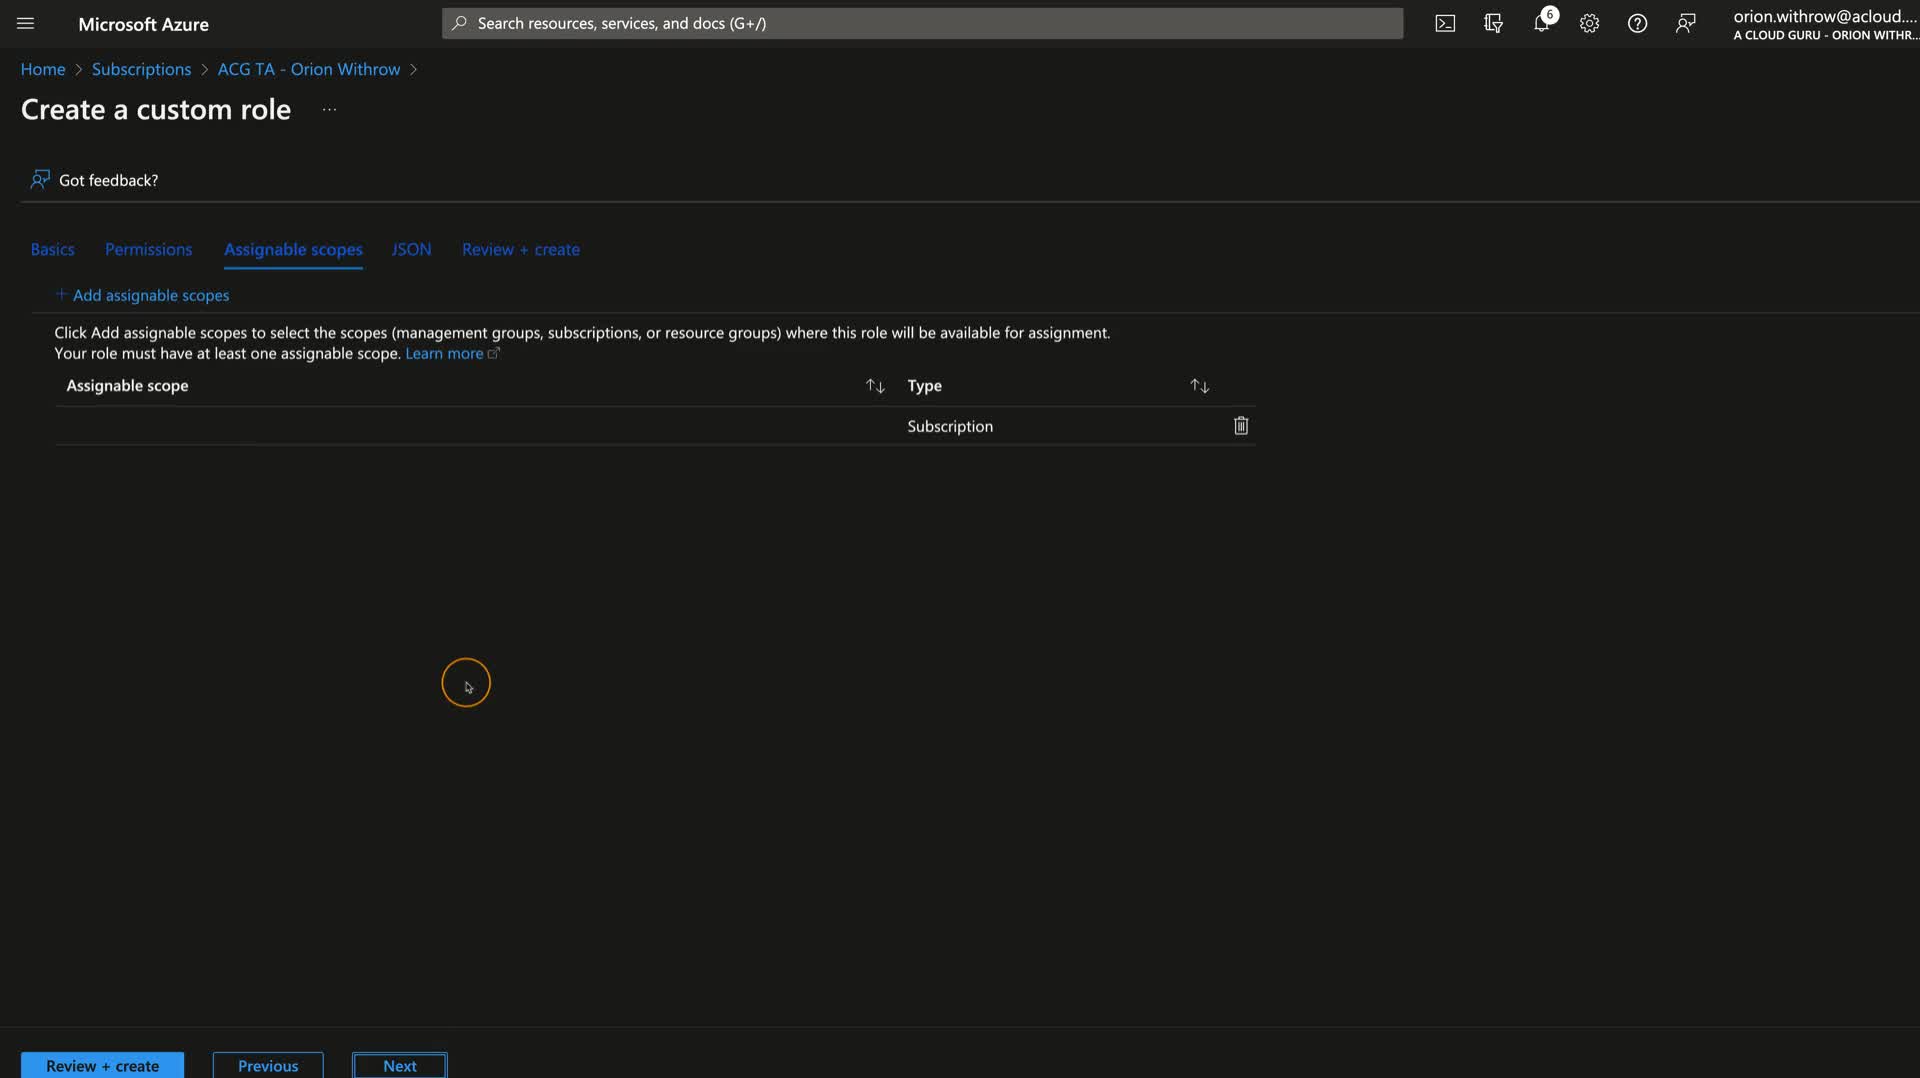 Microsoft Azure
Search resources, services, and docs (G+/)
6
orion.withrow@acloud....
A CLOUD GURU - ORION WITHR...
Home > Subscriptions > ACG TA - Orion Withrow >
Create a custom role ...
Got feedback?
Basics Permissions Assignable scopes JSON Review + create
+ Add assignable scopes
Click Add assignable scopes to select the scopes (management groups, subscriptions, or resource groups) where this role will be available for assignment.
Your role must have at least one assignable scope. Learn more
Assignable scope ↑↓ Type ↑↓
Subscription
Review + create Previous Next